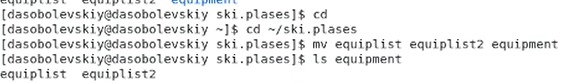 [dasobolevskiy@dasobolevskiy ski.plases]$ cd
[dasobolevskiy@dasobolevskiy ~]$ cd ~/ski.plases
[dasobolevskiy@dasobolevskiy ski.plases]$ mv equiplist equiplist2 equipment
[dasobolevskiy@dasobolevskiy ski.plases]$ ls equipment
equiplist equiplist2